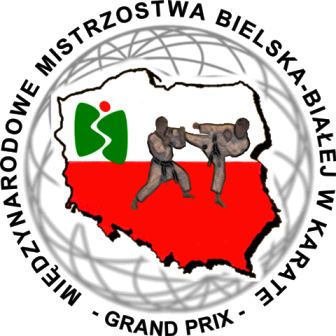 MIĘDZYNARODOWE MISTRZOSTWA BIELSKA-BIAŁEJ W KARATE
- GRAND PRIX -